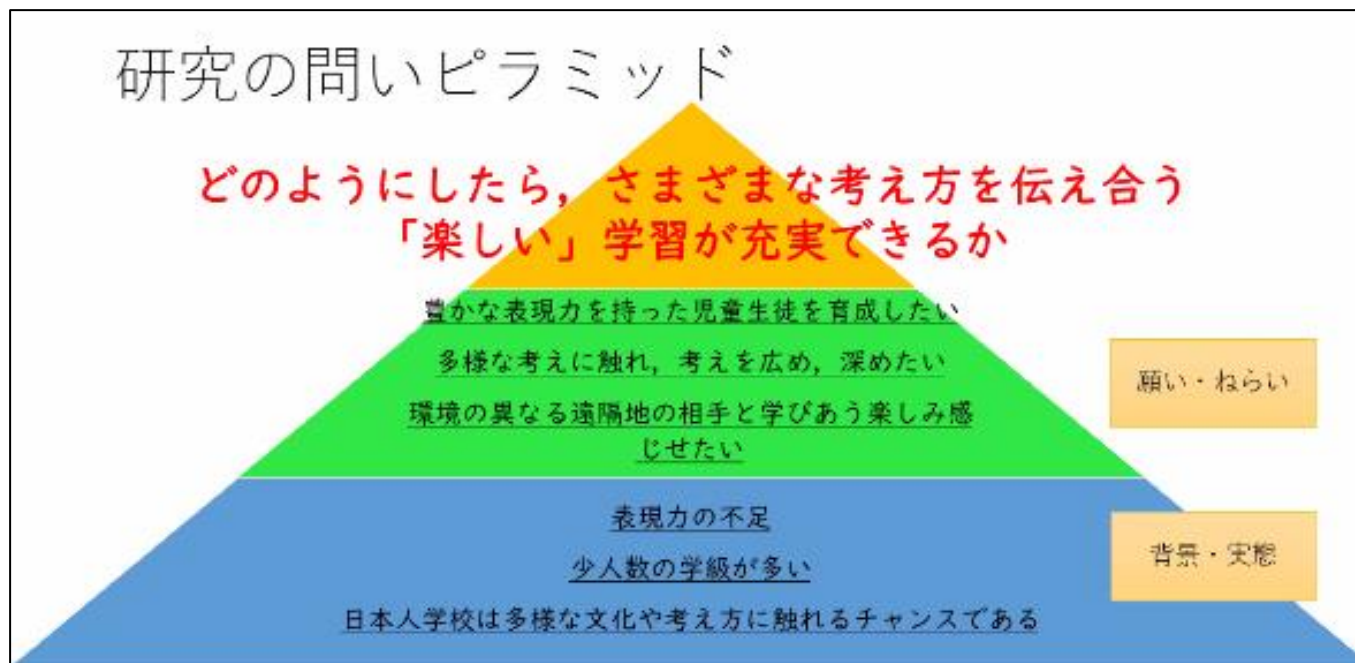 研究の問いピラミッド
どのようにしたら，さまざまな考え方を伝え合う
「楽しい」学習が充実できるか
豊かな表現力を持った児童生徒を育成したい
多様な考えに触れ，考えを広め，深めたい
環境の異なる遠隔地の相手と学びあう楽しみ感
じせたい
願い・ねらい
表現力の不足
少人数の学級が多い
日本人学校は多様な文化や考え方に触れるチャンスである
背景・実態